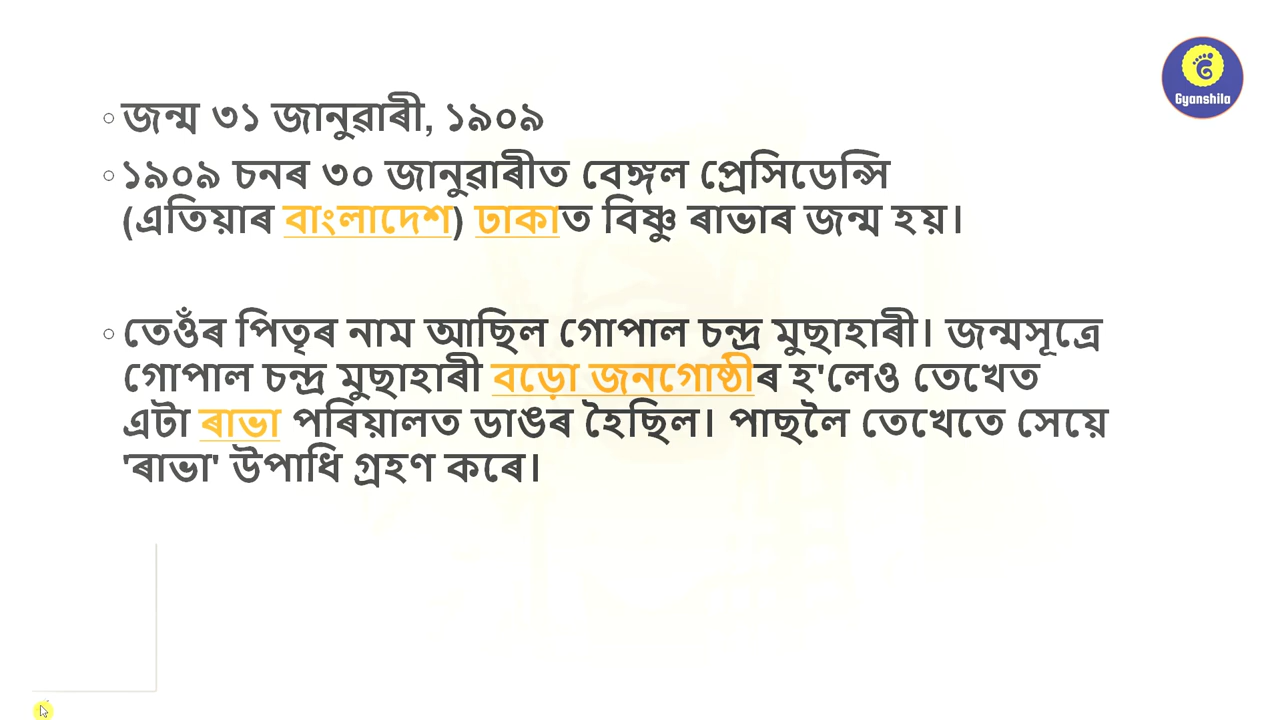 Gyanshila
জন্ম ৩১ জানুৱাৰী, ১৯০৯
১৯০৯ চনৰ ৩০ জানুৱাৰীত বেঙ্গল প্ৰেসিডেন্সি
(এতিয়াৰ বাংলাদেশ) ঢাকাত বিষ্ণু ৰাভাৰ জন্ম হয়।
তেওঁৰ পিতৃৰ নাম আছিল গোপাল চন্দ্ৰ মুছাহাৰী। জন্মসূত্ৰে
গোপাল চন্দ্ৰ মুছাহাৰী বড়ো জনগোষ্ঠীৰ হ'লেও তেখেত
এটা ৰাভা পৰিয়ালত ডাঙৰ হৈছিল। পাছলৈ তেখেতে সেয়ে
'ৰাভা' উপাধি গ্ৰহণ কৰে।